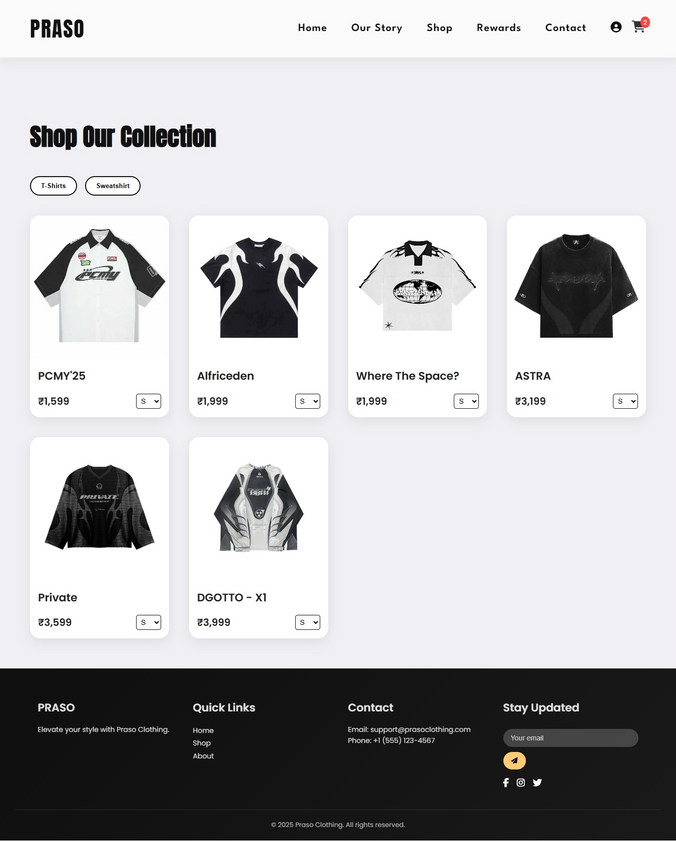 PRASO
Home Our Story Shop Rewards Contact 2
Shop Our Collection
T-Shirts Sweatshirt
PCMY
PCMY'25 Alfriceden Where The Space? ASTRA
₹1,599 S ₹1,999 S ₹1,999 S ₹3,199 S
PRIVATE
Private DGOTTO - X1
₹3,599 S ₹3,999 S
PRASO Quick Links Contact Stay Updated
Elevate your style with Praso Clothing. Home Email: support@prasoclothing.com Your email
Shop Phone: +1 (555) 123-4567
About
© 2025 Praso Clothing. All rights reserved.